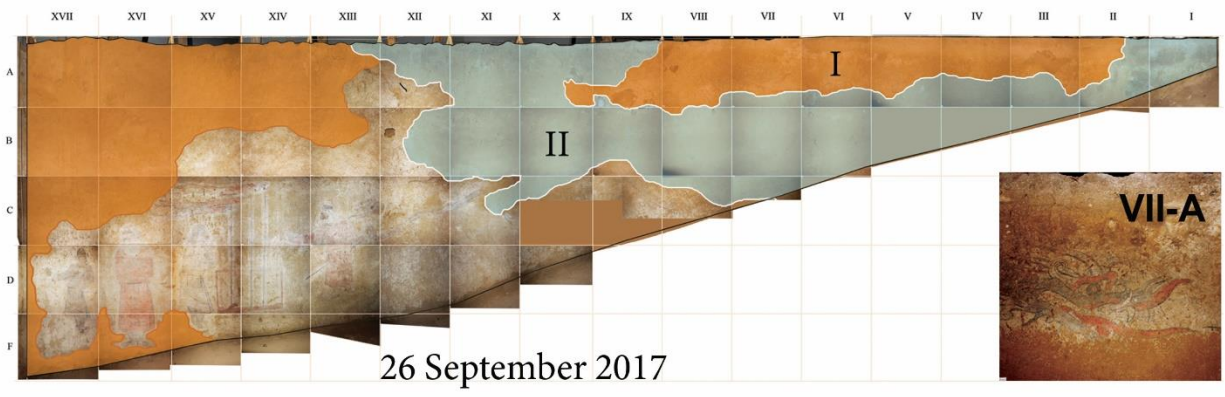 XVII XVI XV XIV XIII XII XI X IX VIII VII VI V IV III II I
A
I
B
II
C
VII-A
D
F
26 September 2017